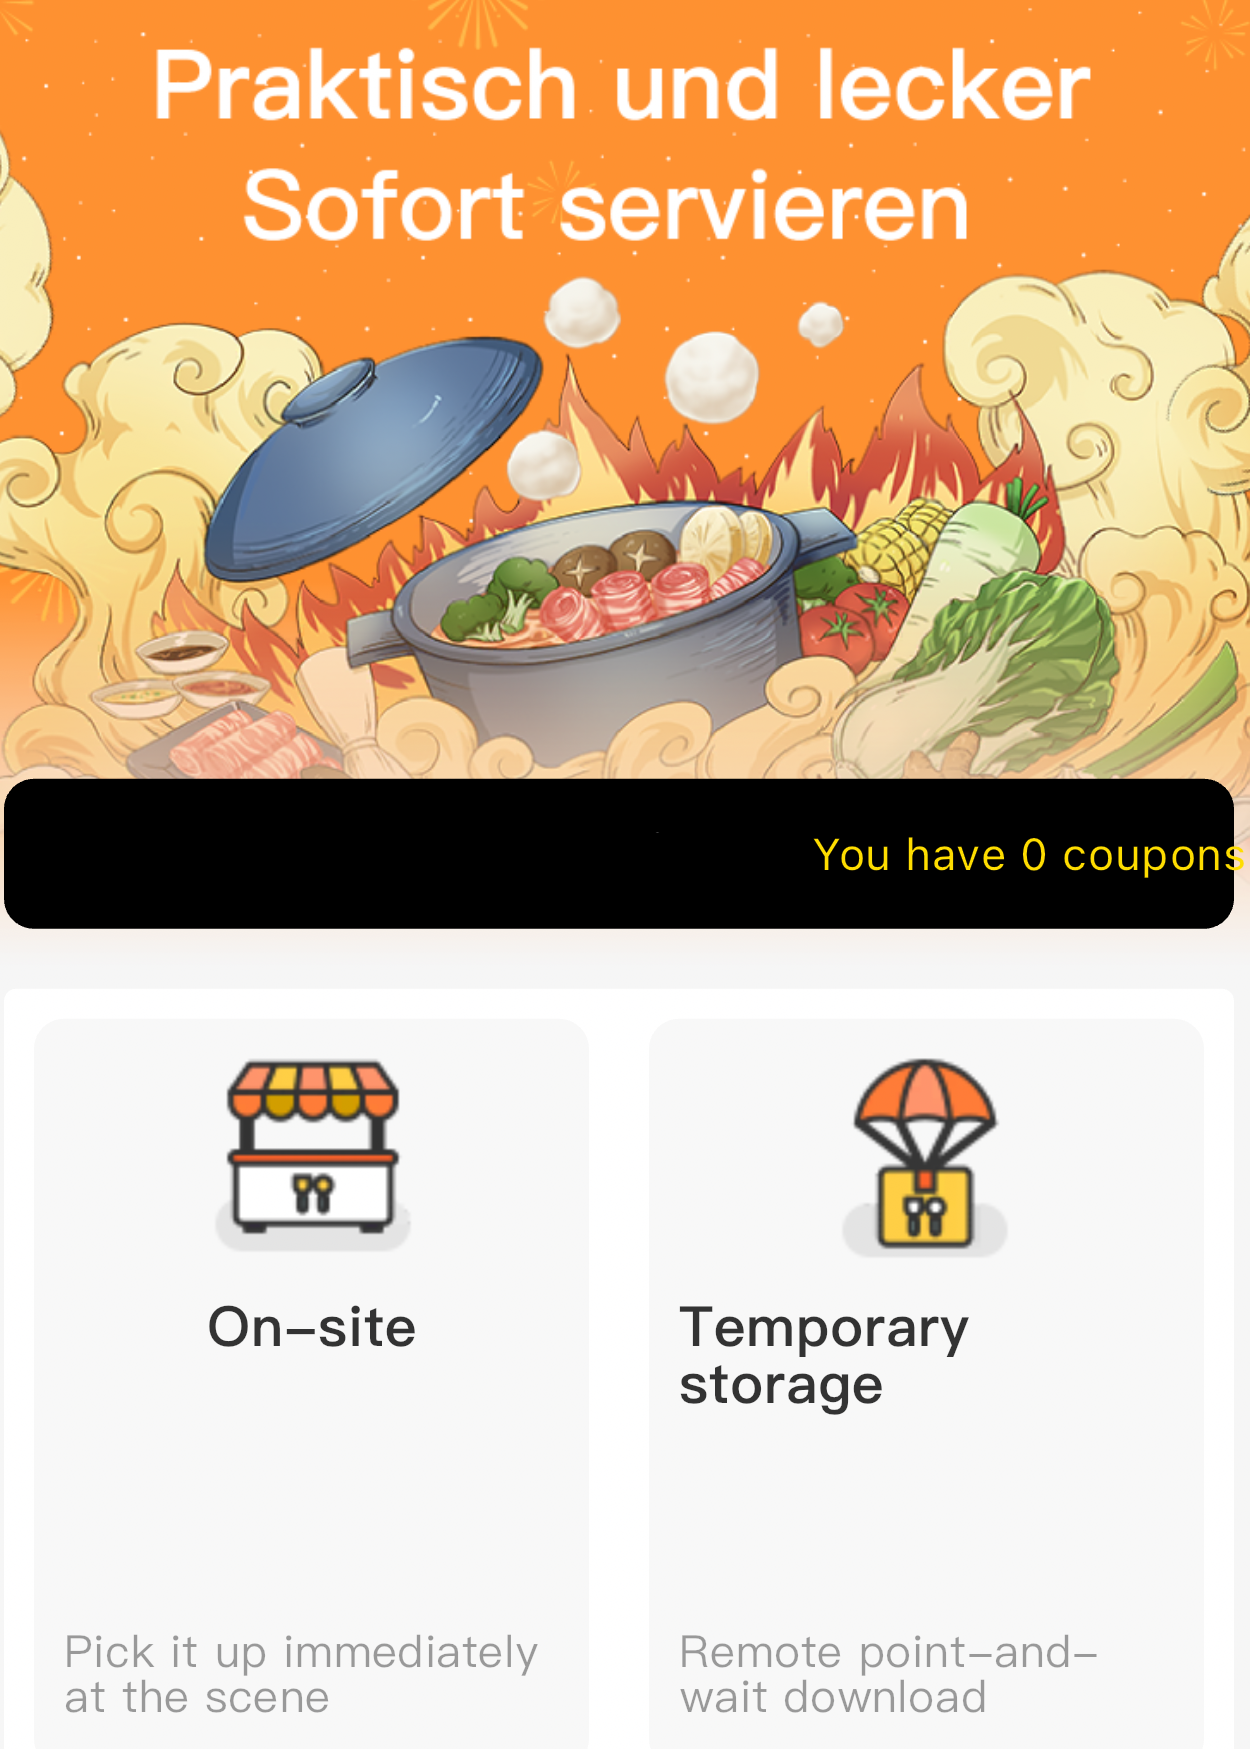 Praktisch und lecker
Sofort servieren
You have 0 coupons
On-site
Temporary
storage
Pick it up immediately
at the scene
Remote point-and-
wait download